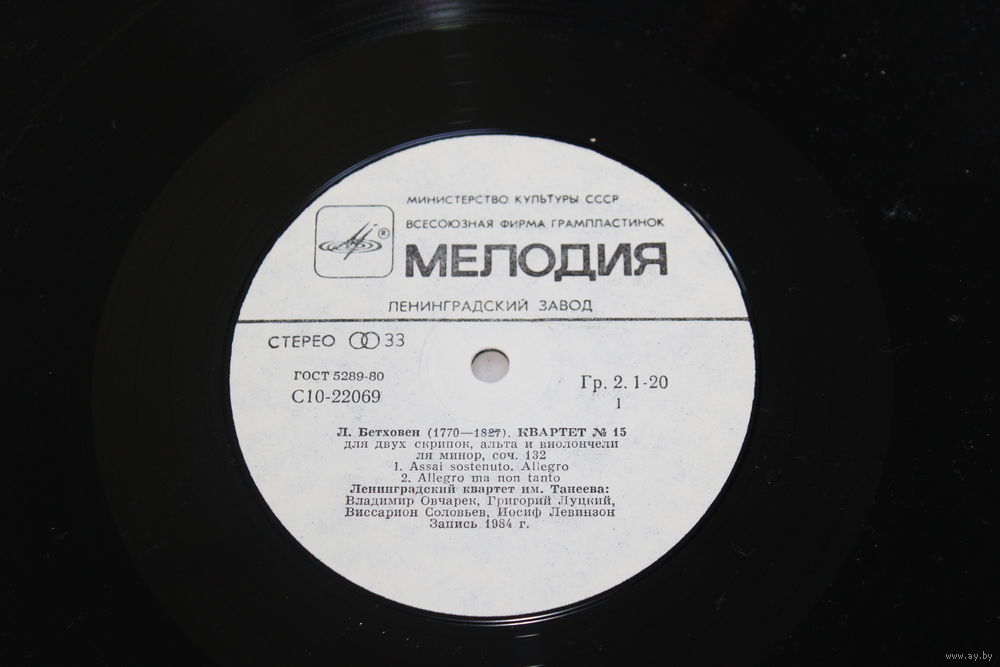 МИНИСТЕРСТВО КУЛЬТУРЫ СССР
ВСЕСОЮЗНАЯ ФИРМА ГРАМПЛАСТИНОК
®
МЕЛОДИЯ
ЛЕНИНГРАДСКИЙ ЗАВОД
СТЕРЕО 33
ГОСТ 5289-80
С10-22069
Гр. 2. 1-20
1
Л. Бетховен (1770—1827). КВАРТЕТ № 15
для двух скрипок, альта и виолончели
ля минор, соч. 132
1. Assai sostenuto. Allegro
2. Allegro ma non tanto
Ленинградский квартет им. Танеева:
Владимир Овчарек, Григорий Луцкий,
Виссарион Соловьев, Иосиф Левинзон
Запись 1984 г.
www.ay.by